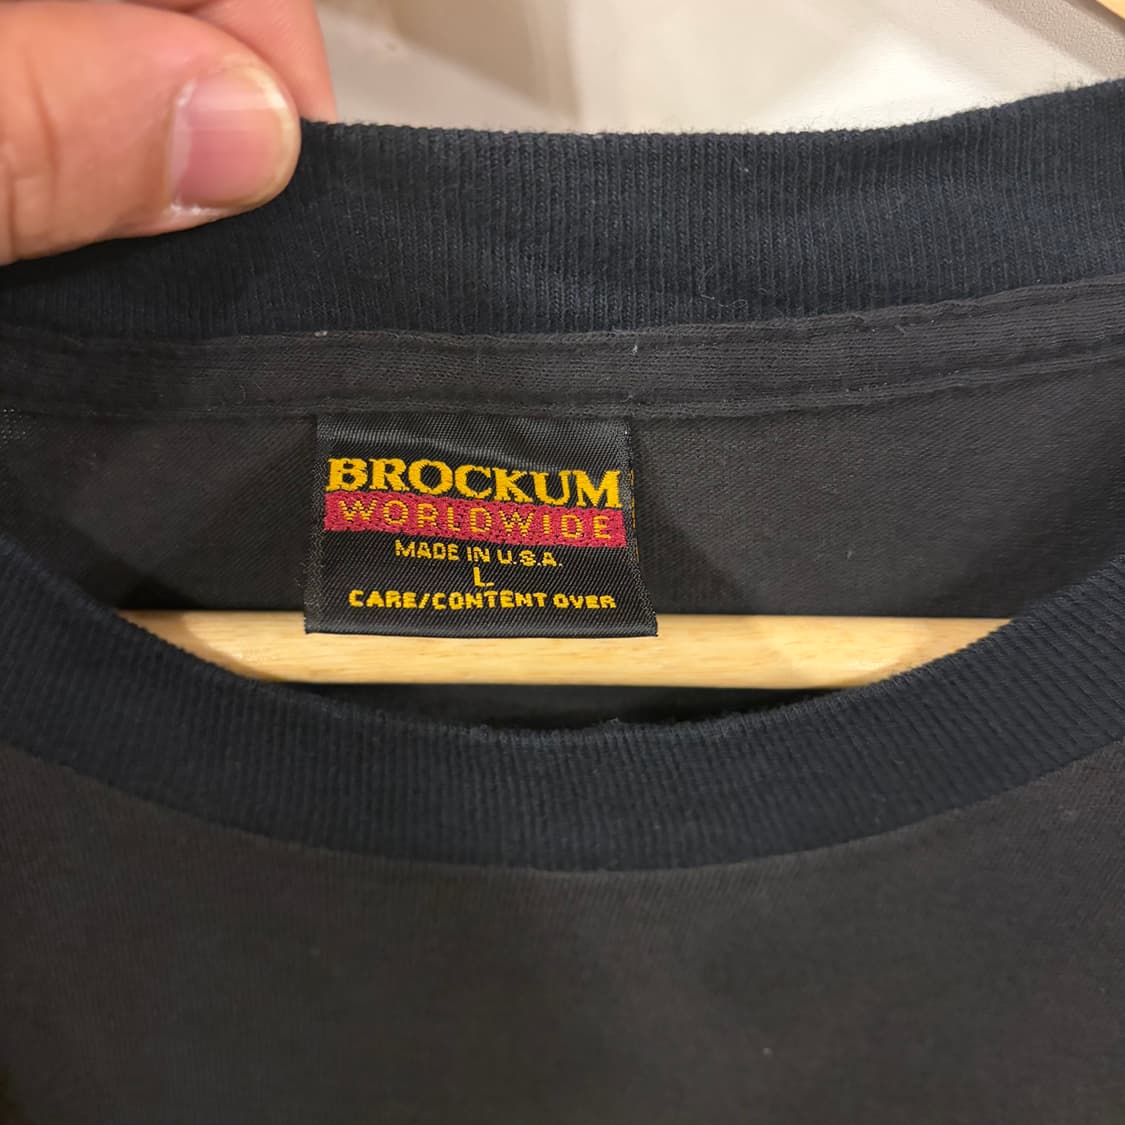 BROCKUM
WORLDWIDE
MADE IN U.S.A.
L
CARE/CONTENT OVER